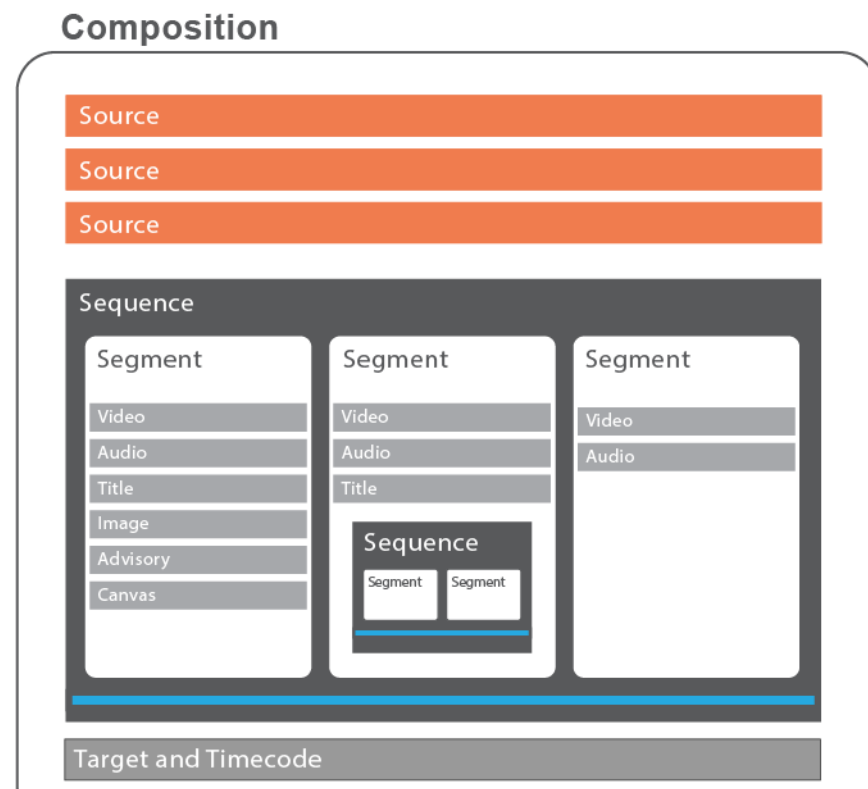 Composition
Source
Source
Source
Sequence
Segment
Video
Audio
Title
Image
Advisory
Canvas
Segment
Video
Audio
Title
Sequence
Segment
Segment
Segment
Video
Audio
Target and Timecode